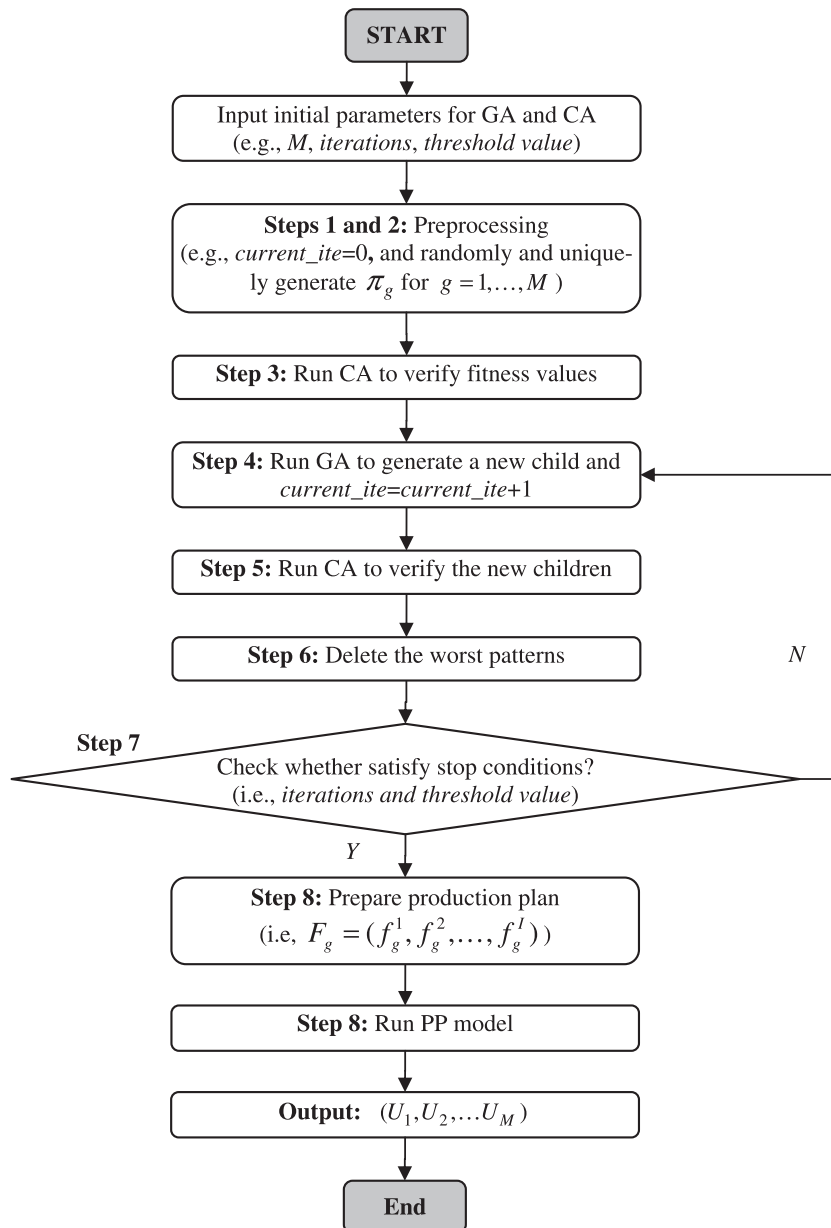 START
Input initial parameters for GA and CA
(e.g., M, iterations, threshold value)
Steps 1 and 2: Preprocessing
(e.g., current_ite=0, and randomly and unique-
ly generate π_g for g = 1,…,M )
Step 3: Run CA to verify fitness values
Step 4: Run GA to generate a new child and
current_ite=current_ite+1
Step 5: Run CA to verify the new children
Step 6: Delete the worst patterns
N
Step 7
Check whether satisfy stop conditions?
(i.e., iterations and threshold value)
Y
Step 8: Prepare production plan
(i.e, F_g = (f_g^1, f_g^2,…, f_g^I) )
Step 8: Run PP model
Output: (U_1,U_2,…U_M)
End